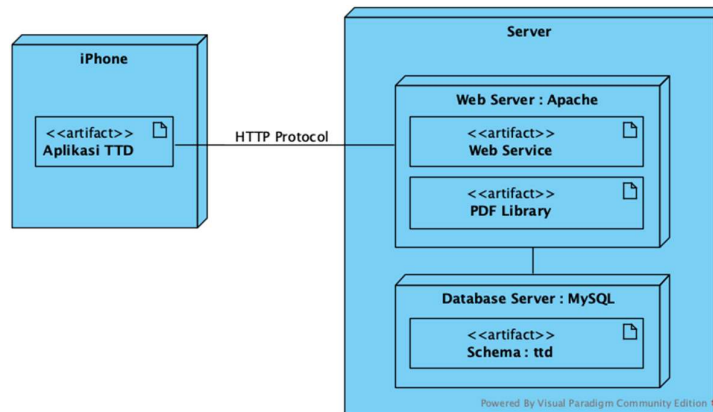 Server
iPhone
Web Server : Apache
<<artifact>>
Aplikasi TTD
HTTP Protocol
<<artifact>>
Web Service
<<artifact>>
PDF Library
Database Server : MySQL
<<artifact>>
Schema : ttd
Powered By Visual Paradigm Community Edition